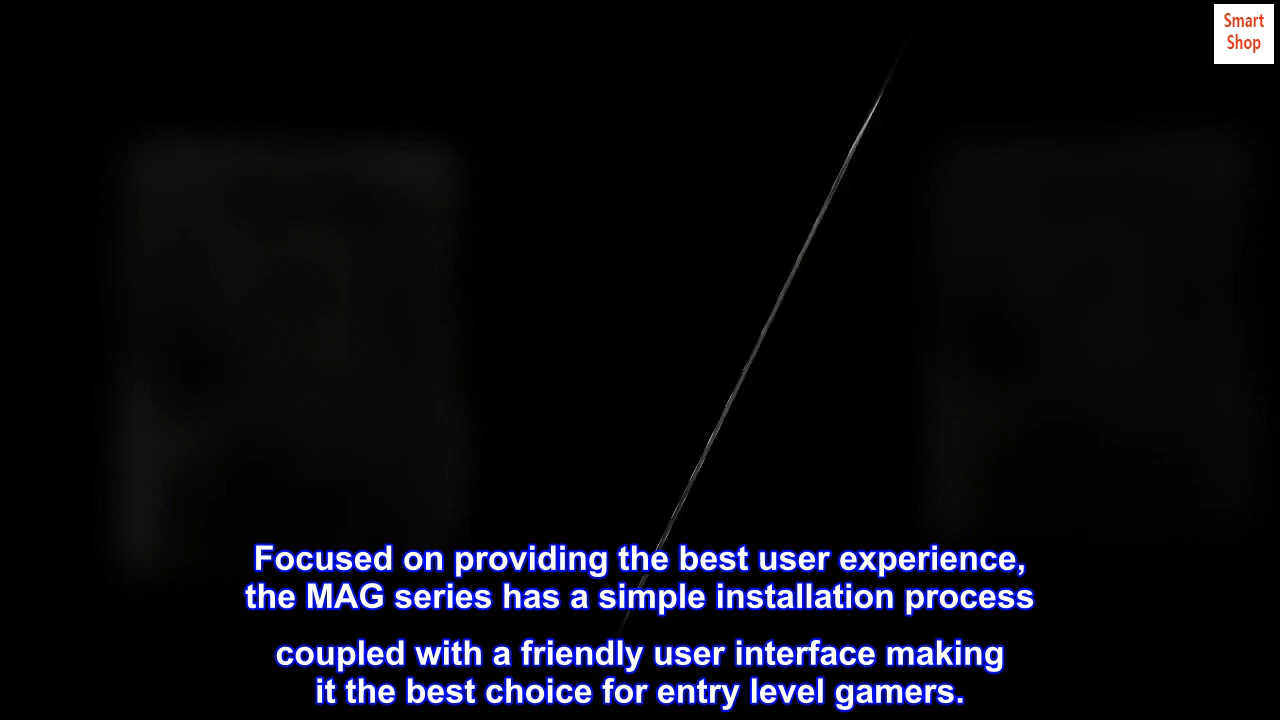 Smart
Shop
Focused on providing the best user experience,
the MAG series has a simple installation process
coupled with a friendly user interface making
it the best choice for entry level gamers.